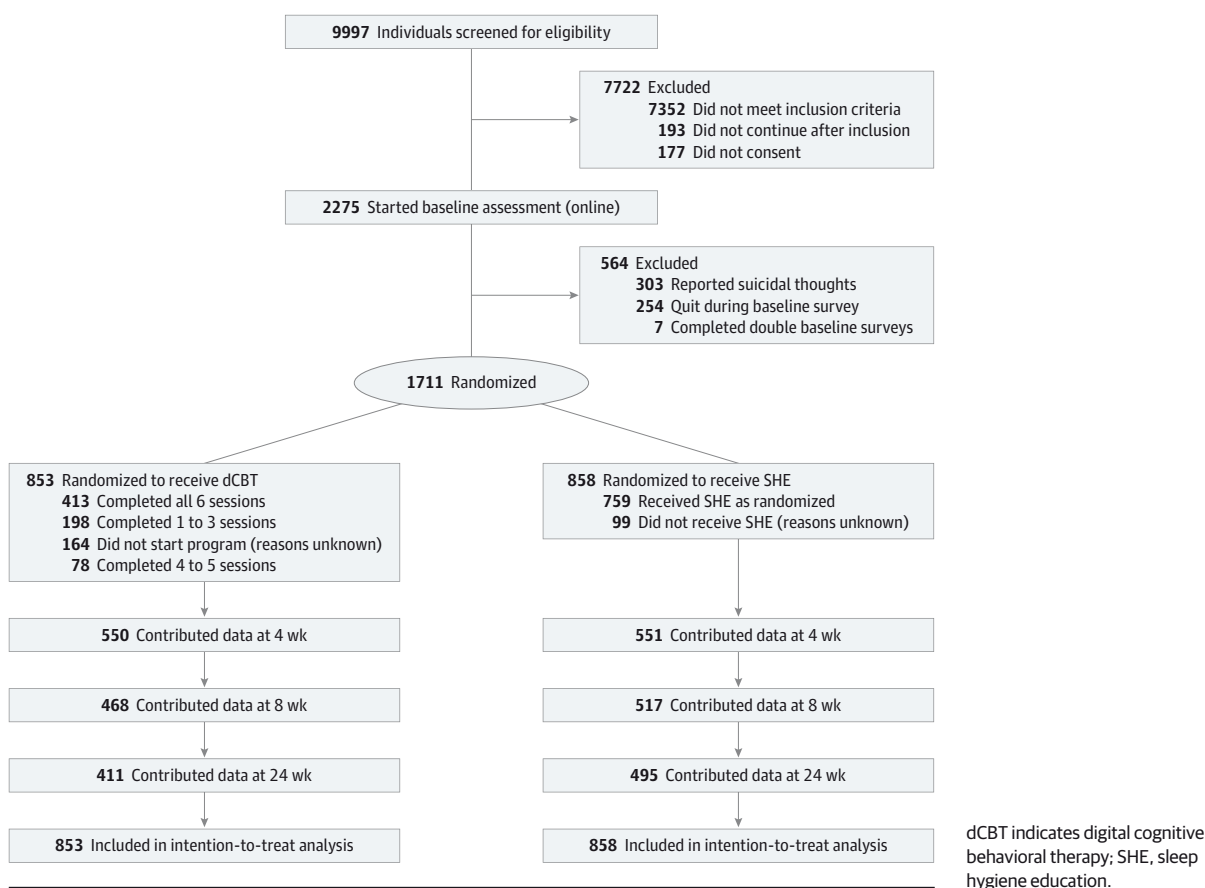 9997 Individuals screened for eligibility
7722 Excluded
7352 Did not meet inclusion criteria
193 Did not continue after inclusion
177 Did not consent
2275 Started baseline assessment (online)
564 Excluded
303 Reported suicidal thoughts
254 Quit during baseline survey
7 Completed double baseline surveys
1711 Randomized
853 Randomized to receive dCBT
413 Completed all 6 sessions
198 Completed 1 to 3 sessions
164 Did not start program (reasons unknown)
78 Completed 4 to 5 sessions
858 Randomized to receive SHE
759 Received SHE as randomized
99 Did not receive SHE (reasons unknown)
550 Contributed data at 4 wk
551 Contributed data at 4 wk
468 Contributed data at 8 wk
517 Contributed data at 8 wk
411 Contributed data at 24 wk
495 Contributed data at 24 wk
853 Included in intention-to-treat analysis
858 Included in intention-to-treat analysis
dCBT indicates digital cognitive
behavioral therapy; SHE, sleep
hygiene education.